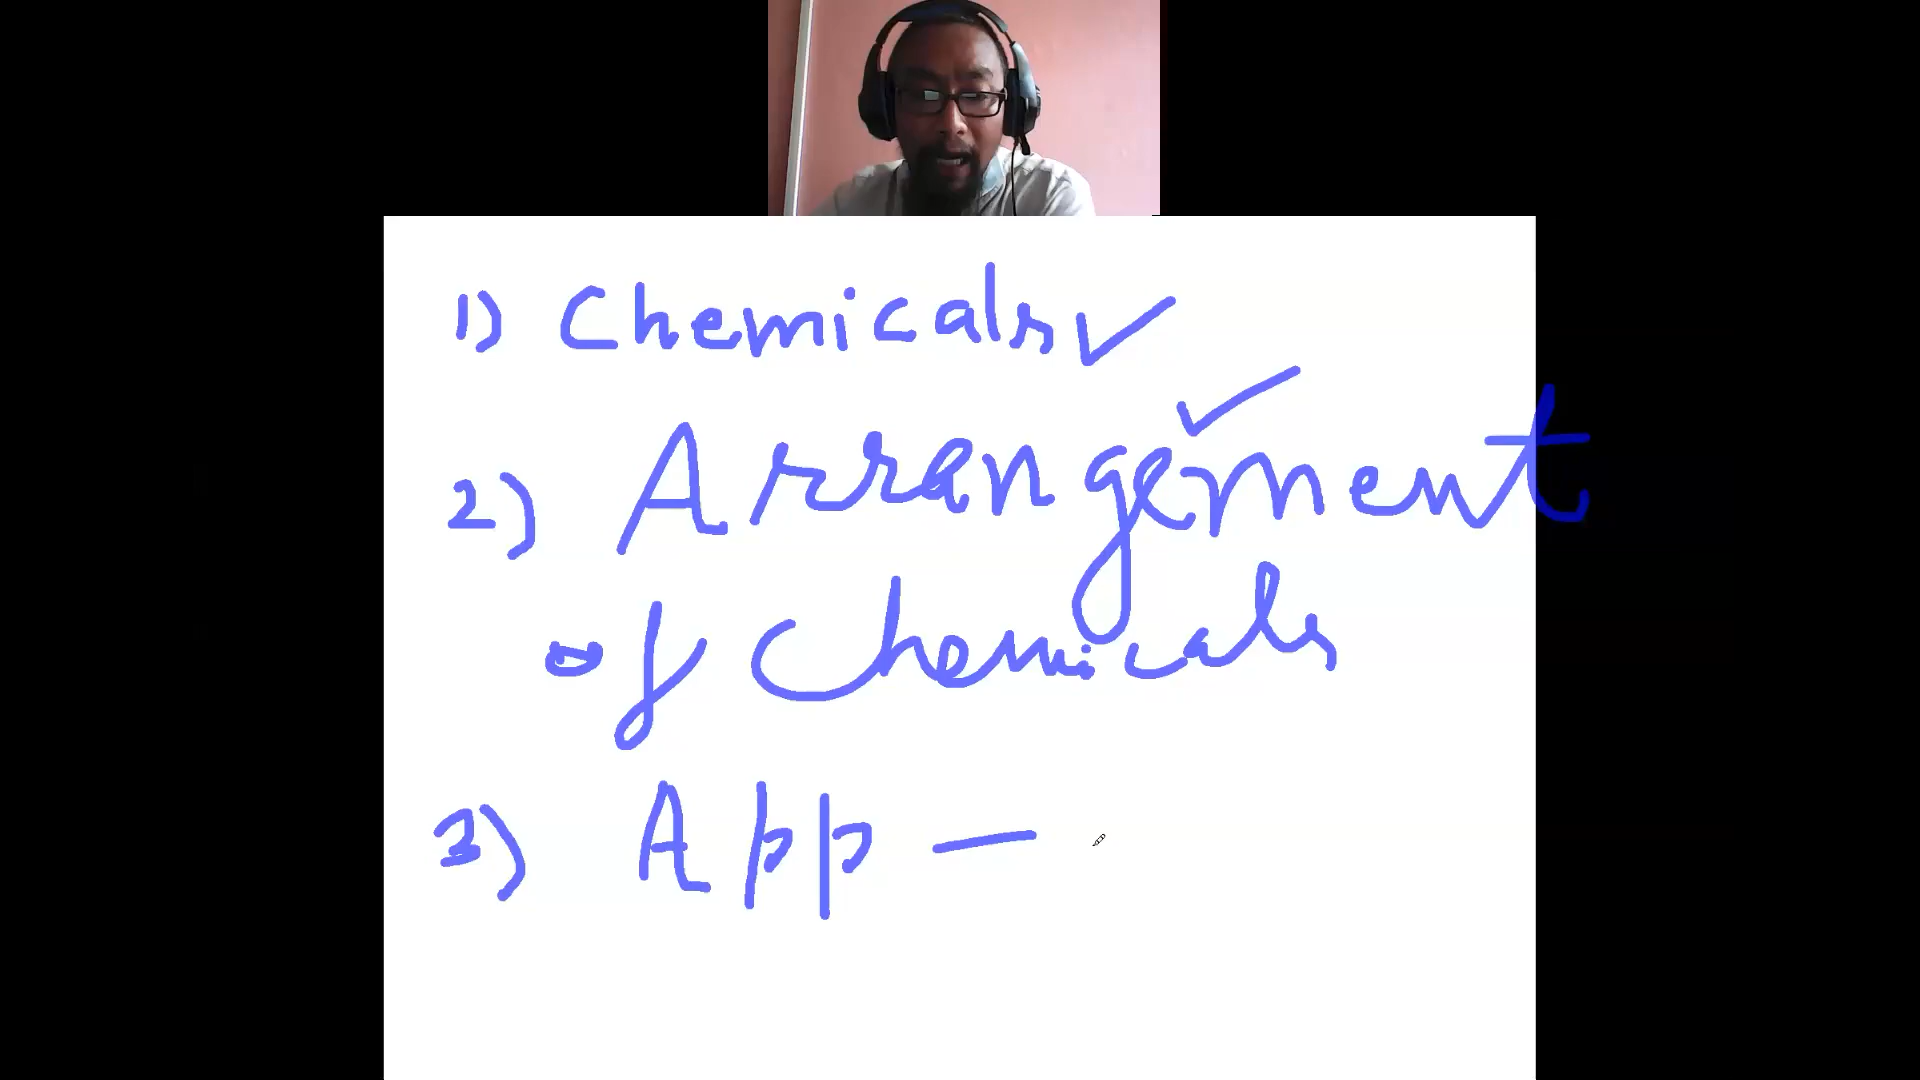 1) Chemicals ✓
2) Arrangement ✓
of Chemicals
3) App —